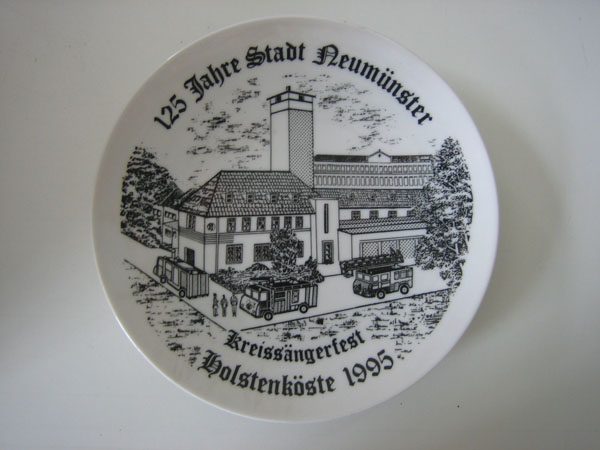 125 Jahre Stadt Neumünster
Kreissängerfest
Holstenköste 1995